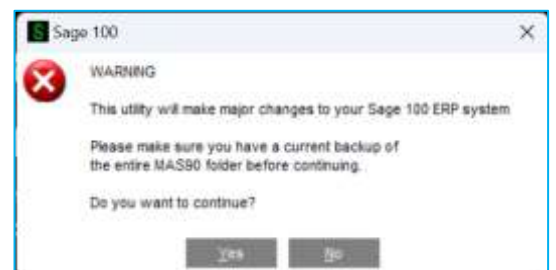 Sage 100
WARNING
This utility will make major changes to your Sage 100 ERP system
Please make sure you have a current backup of
the entire MAS90 folder before continuing.
Do you want to continue?
Yes
No